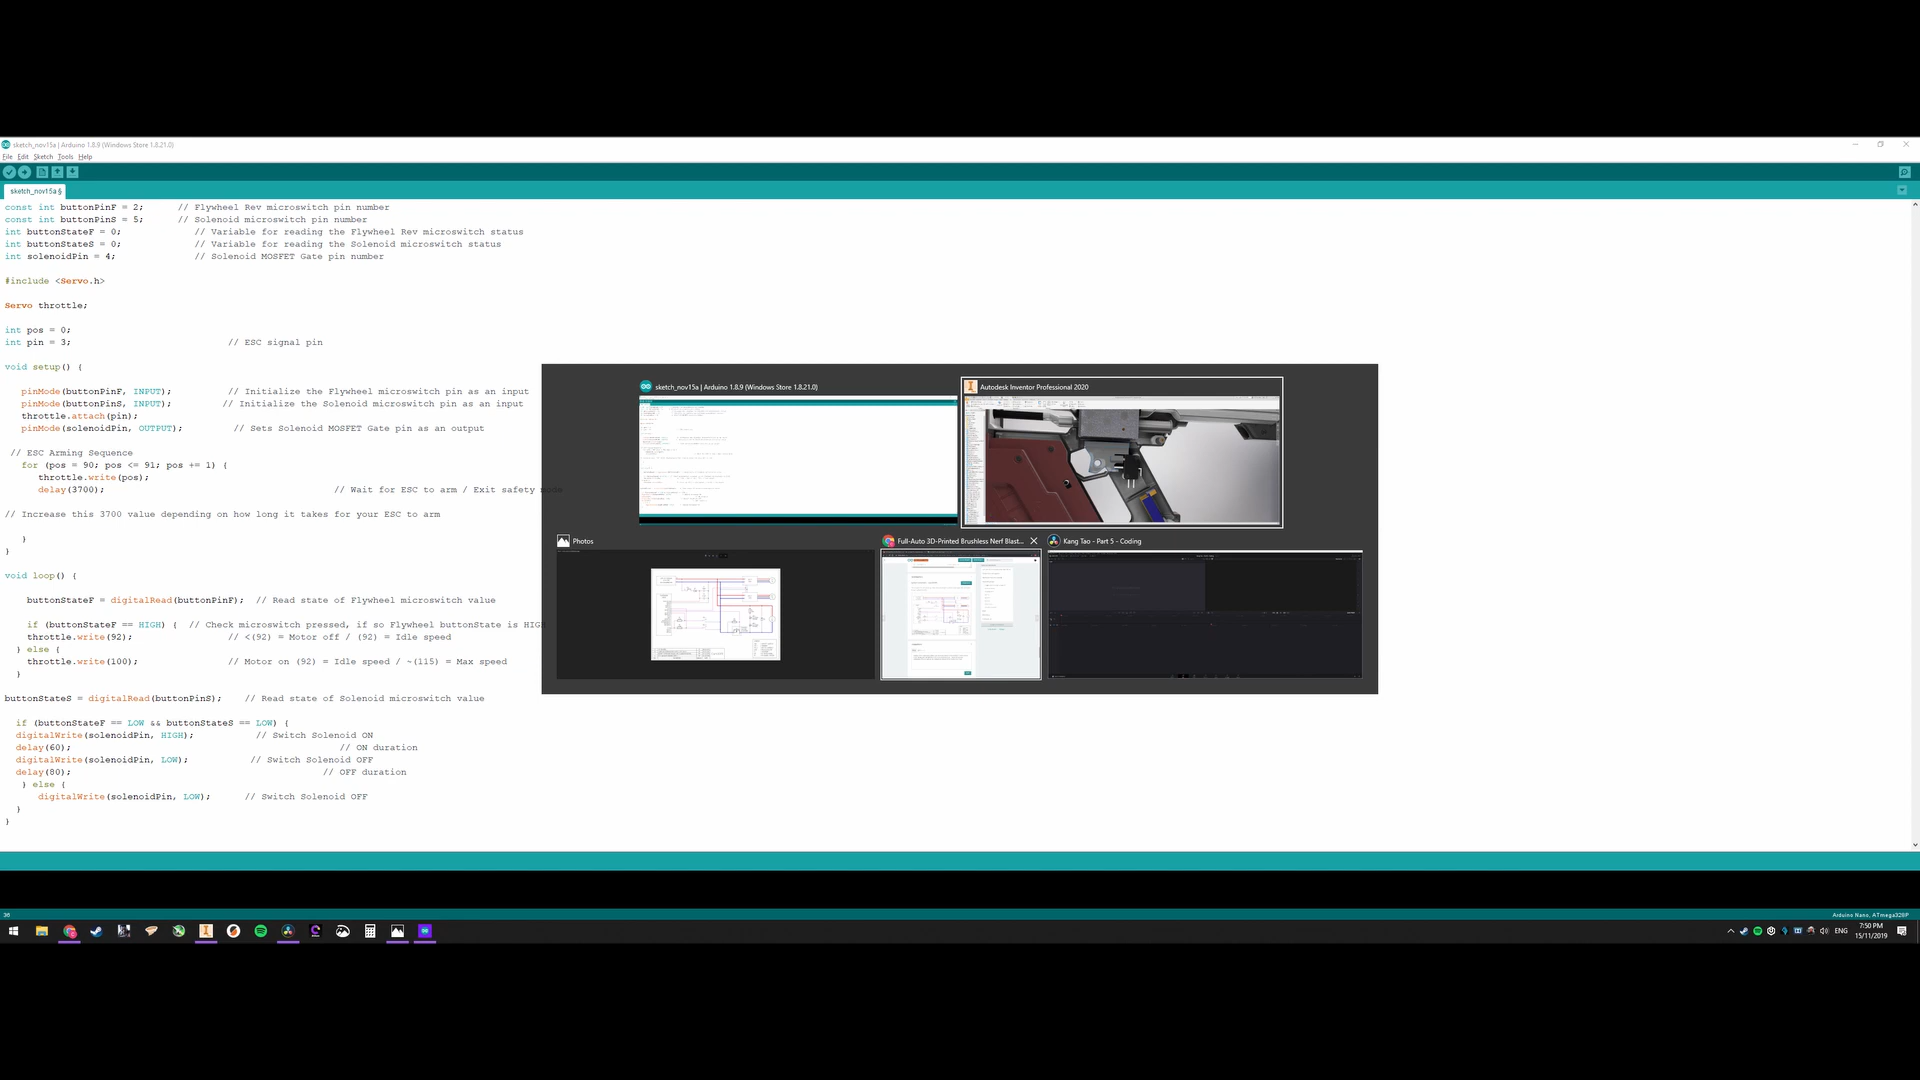 sketch_nov15a | Arduino 1.8.9 (Windows Store 1.8.21.0)
File Edit Sketch Tools Help
sketch_nov15a §
const int buttonPinF = 2; // Flywheel Rev microswitch pin number
const int buttonPinS = 5; // Solenoid microswitch pin number
int buttonStateF = 0; // Variable for reading the Flywheel Rev microswitch status
int buttonStateS = 0; // Variable for reading the Solenoid microswitch status
int solenoidPin = 4; // Solenoid MOSFET Gate pin number
#include <Servo.h>
Servo throttle;
int pos = 0;
int pin = 3; // ESC signal pin
void setup() {
pinMode(buttonPinF, INPUT); // Initialize the Flywheel microswitch pin as an input
pinMode(buttonPinS, INPUT); // Initialize the Solenoid microswitch pin as an input
throttle.attach(pin);
pinMode(solenoidPin, OUTPUT); // Sets Solenoid MOSFET Gate pin as an output
// ESC Arming Sequence
for (pos = 90; pos <= 91; pos += 1) {
throttle.write(pos);
delay(3700); // Wait for ESC to arm / Exit safety mode
// Increase this 3700 value depending on how long it takes for your ESC to arm
}
}
void loop() {
buttonStateF = digitalRead(buttonPinF); // Read state of Flywheel microswitch value
if (buttonStateF == HIGH) { // Check microswitch pressed, if so Flywheel buttonState is HIGH
throttle.write(92); // <(92) = Motor off / (92) = Idle speed
} else {
throttle.write(100); // Motor on (92) = Idle speed / ~(115) = Max speed
}
buttonStateS = digitalRead(buttonPinS); // Read state of Solenoid microswitch value
if (buttonStateF == LOW && buttonStateS == LOW) {
digitalWrite(solenoidPin, HIGH); // Switch Solenoid ON
delay(60); // ON duration
digitalWrite(solenoidPin, LOW); // Switch Solenoid OFF
delay(80); // OFF duration
} else {
digitalWrite(solenoidPin, LOW); // Switch Solenoid OFF
}
}
sketch_nov15a | Arduino 1.8.9 (Windows Store 1.8.21.0)
Autodesk Inventor Professional 2020
Photos
Full-Auto 3D-Printed Brushless Nerf Blast...
Kang Tao - Part 5 - Coding
36
Arduino Nano, ATmega328P
ENG
7:50 PM
15/11/2019